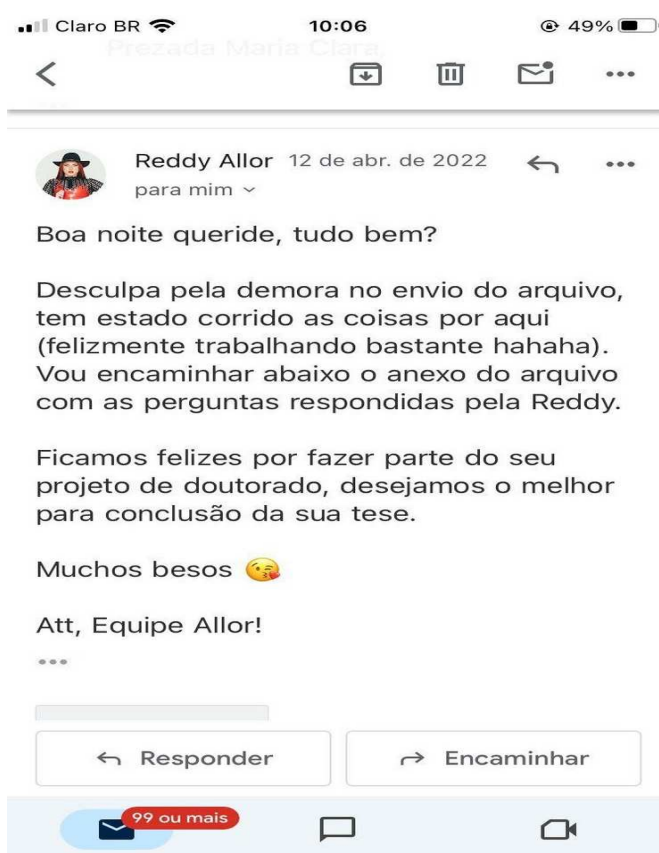 Claro BR 10:06 49%
Prezada Maria Clara,
Reddy Allor 12 de abr. de 2022
para mim
Boa noite queride, tudo bem?
Desculpa pela demora no envio do arquivo,
tem estado corrido as coisas por aqui
(felizmente trabalhando bastante hahaha).
Vou encaminhar abaixo o anexo do arquivo
com as perguntas respondidas pela Reddy.
Ficamos felizes por fazer parte do seu
projeto de doutorado, desejamos o melhor
para conclusão da sua tese.
Muchos besos 😘
Att, Equipe Allor!
Responder Encaminhar
99 ou mais